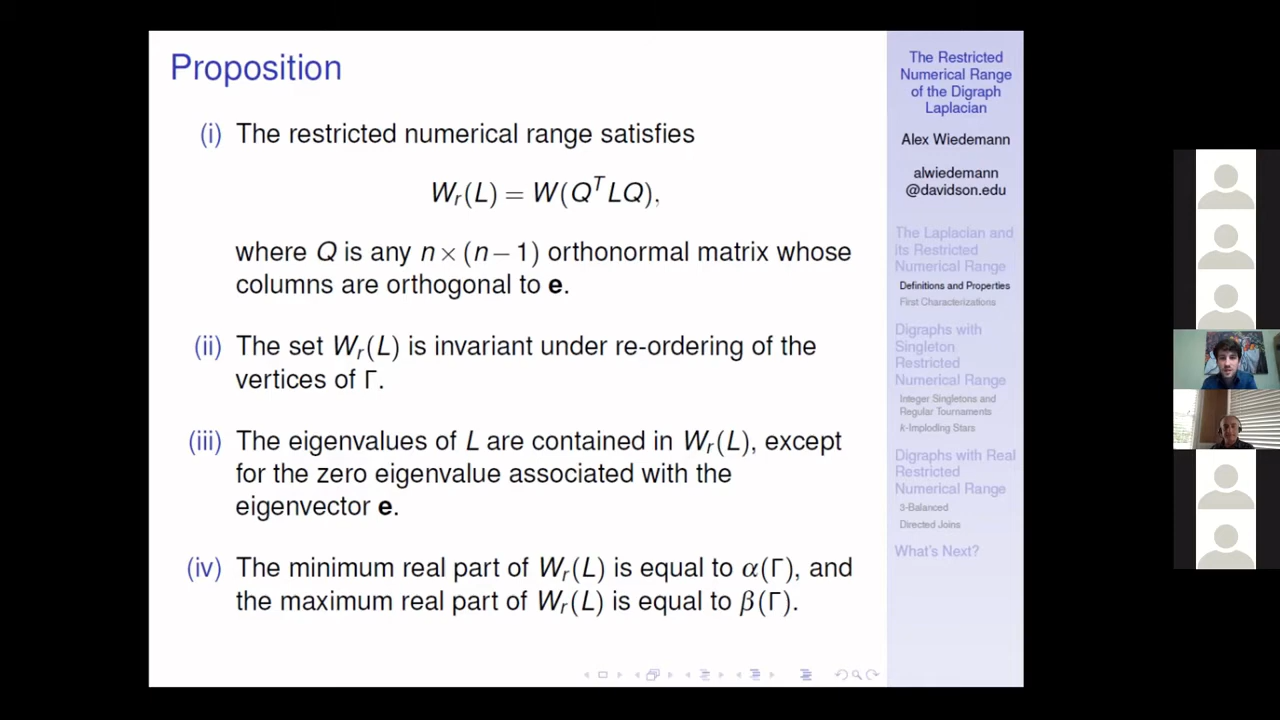 Proposition
(i) The restricted numerical range satisfies
Wr(L) = W(Q^T LQ),
where Q is any n × (n − 1) orthonormal matrix whose
columns are orthogonal to e.
(ii) The set Wr(L) is invariant under re-ordering of the
vertices of Γ.
(iii) The eigenvalues of L are contained in Wr(L), except
for the zero eigenvalue associated with the
eigenvector e.
(iv) The minimum real part of Wr(L) is equal to α(Γ), and
the maximum real part of Wr(L) is equal to β(Γ).
The Restricted
Numerical Range
of the Digraph
Laplacian
Alex Wiedemann
alwiedemann
@davidson.edu
The Laplacian and
its Restricted
Numerical Range
Definitions and Properties
First Characterizations
Digraphs with
Singleton
Restricted
Numerical Range
Integer Singletons and
Regular Tournaments
k-Imploding Stars
Digraphs with Real
Restricted
Numerical Range
3-Balanced
Directed Joins
What's Next?